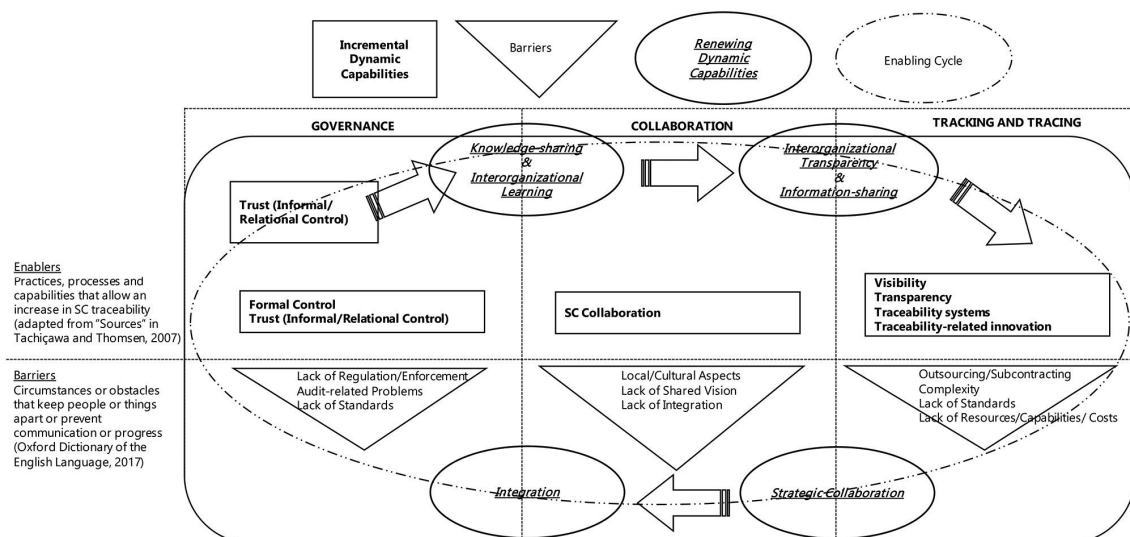 Incremental
Dynamic
Capabilities
Barriers
Renewing
Dynamic
Capabilities
Enabling Cycle
GOVERNANCE
COLLABORATION
TRACKING AND TRACING
Knowledge-sharing
&
Interorganizational
Learning
Interorganizational
Transparency
&
Information-sharing
Trust (Informal/
Relational Control)
Enablers
Practices, processes and
capabilities that allow an
increase in SC traceability
(adapted from "Sources" in
Tachiçawa and Thomsen, 2007)
Formal Control
Trust (Informal/Relational Control)
SC Collaboration
Visibility
Transparency
Traceability systems
Traceability-related innovation
Barriers
Circumstances or obstacles
that keep people or things
apart or prevent
communication or progress
(Oxford Dictionary of the
English Language, 2017)
Lack of Regulation/Enforcement
Audit-related Problems
Lack of Standards
Local/Cultural Aspects
Lack of Shared Vision
Lack of Integration
Outsourcing/Subcontracting
Complexity
Lack of Standards
Lack of Resources/Capabilities/ Costs
Integration
Strategic Collaboration